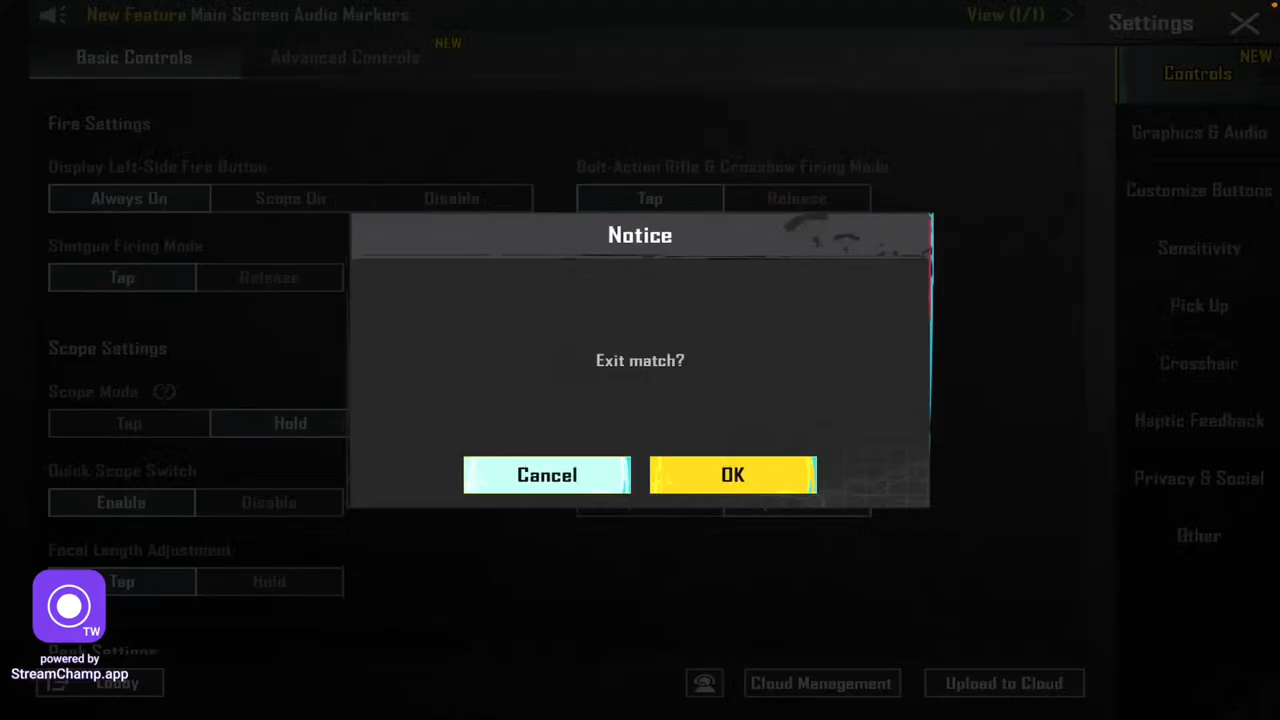 New Feature Main Screen Audio Markers
View (1/1) >
Settings
Basic Controls
Advanced Controls
NEW
NEW
Controls
Graphics & Audio
Customize Buttons
Sensitivity
Pick Up
Crosshair
Haptic Feedback
Privacy & Social
Other
Fire Settings
Display Left-Side Fire Button
Always On
Scope On
Disable
Bolt-Action Rifle & Crossbow Firing Mode
Tap
Release
Shotgun Firing Mode
Tap
Release
Notice
Exit match?
Cancel
OK
Scope Settings
Scope Mode (?)
Tap
Hold
Quick Scope Switch
Enable
Disable
Focal Length Adjustment
Tap
Hold
Peek Settings
TW
powered by
StreamChamp.app
Lobby
Cloud Management
Upload to Cloud